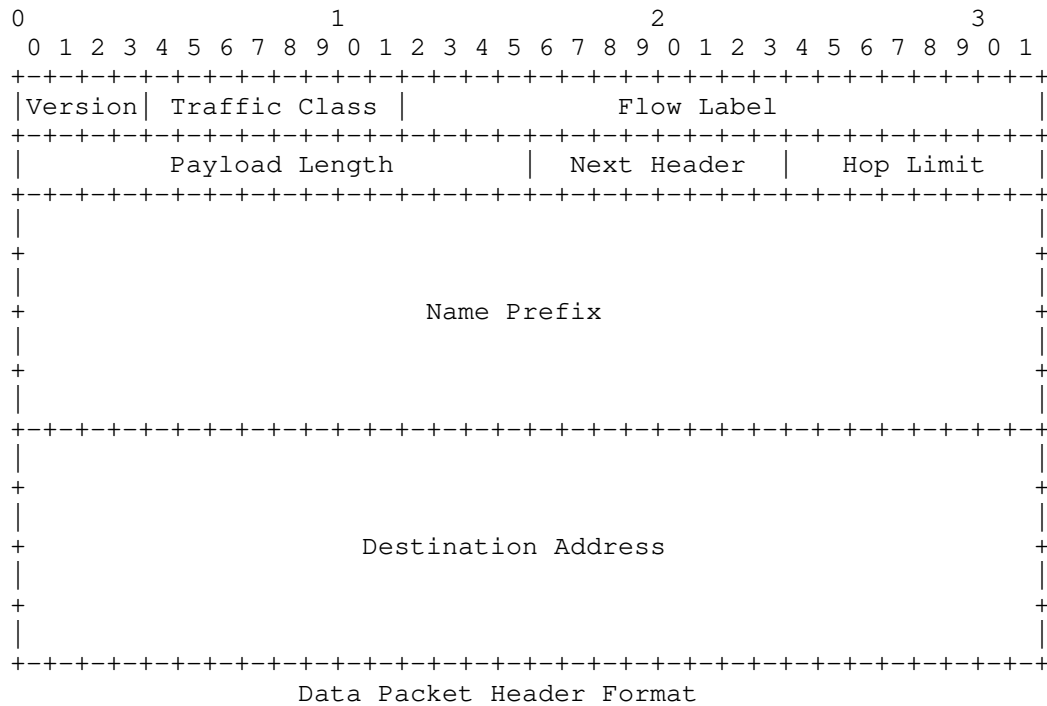 0                   1                   2                   3
 0 1 2 3 4 5 6 7 8 9 0 1 2 3 4 5 6 7 8 9 0 1 2 3 4 5 6 7 8 9 0 1
+-+-+-+-+-+-+-+-+-+-+-+-+-+-+-+-+-+-+-+-+-+-+-+-+-+-+-+-+-+-+-+-+
|Version| Traffic Class |              Flow Label               |
+-+-+-+-+-+-+-+-+-+-+-+-+-+-+-+-+-+-+-+-+-+-+-+-+-+-+-+-+-+-+-+-+
|         Payload Length        |  Next Header  |   Hop Limit   |
+-+-+-+-+-+-+-+-+-+-+-+-+-+-+-+-+-+-+-+-+-+-+-+-+-+-+-+-+-+-+-+-+
|                                                               |
+                                                               +
|                                                               |
+                         Name Prefix                           +
|                                                               |
+                                                               +
|                                                               |
+-+-+-+-+-+-+-+-+-+-+-+-+-+-+-+-+-+-+-+-+-+-+-+-+-+-+-+-+-+-+-+-+
|                                                               |
+                                                               +
|                                                               |
+                     Destination Address                       +
|                                                               |
+                                                               +
|                                                               |
+-+-+-+-+-+-+-+-+-+-+-+-+-+-+-+-+-+-+-+-+-+-+-+-+-+-+-+-+-+-+-+-+
                  Data Packet Header Format